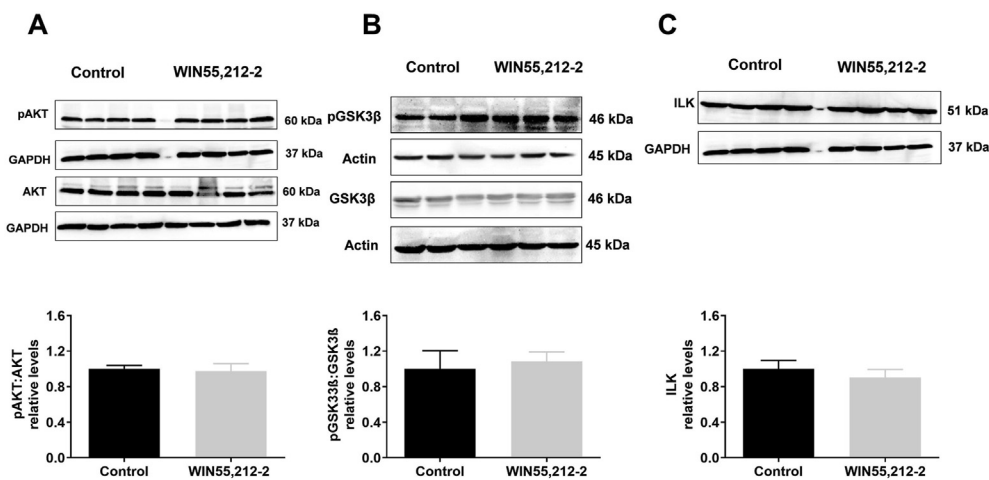 A
Control WIN55,212-2
pAKT 60 kDa
GAPDH 37 kDa
AKT 60 kDa
GAPDH 37 kDa
1.6
1.2
0.8
0.4
0.0
pAKT:AKT
relative levels
Control WIN55,212-2
B
Control WIN55,212-2
pGSK3β 46 kDa
Actin 45 kDa
GSK3β 46 kDa
Actin 45 kDa
1.6
1.2
0.8
0.4
0.0
pGSK33ß:GSK3ß
relative levels
Control WIN55,212-2
C
Control WIN55,212-2
ILK 51 kDa
GAPDH 37 kDa
1.6
1.2
0.8
0.4
0.0
ILK
relative levels
Control WIN55,212-2